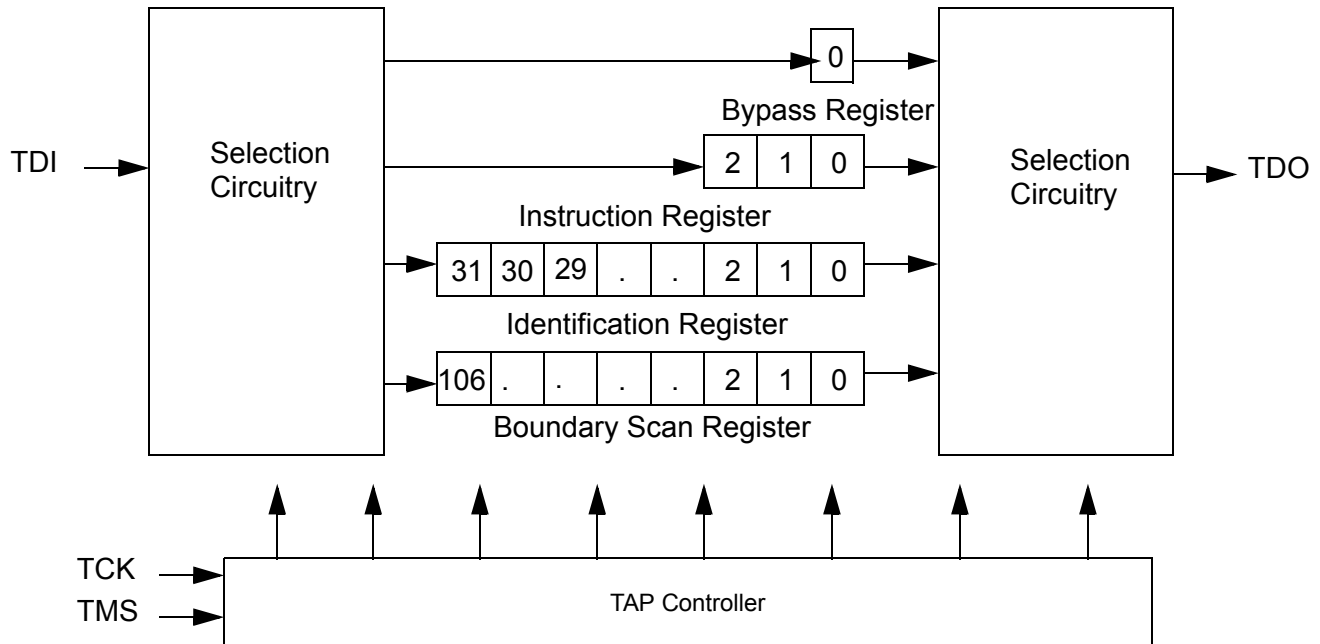 0
Bypass Register
TDI
Selection
Circuitry
2 1 0
Selection
Circuitry
TDO
Instruction Register
31 30 29 . . 2 1 0
Identification Register
106 . . . . 2 1 0
Boundary Scan Register
TCK
TMS
TAP Controller